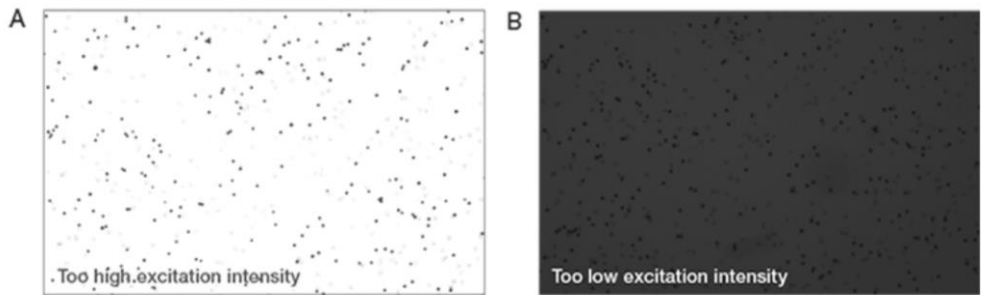 A
B
Too high excitation intensity
Too low excitation intensity